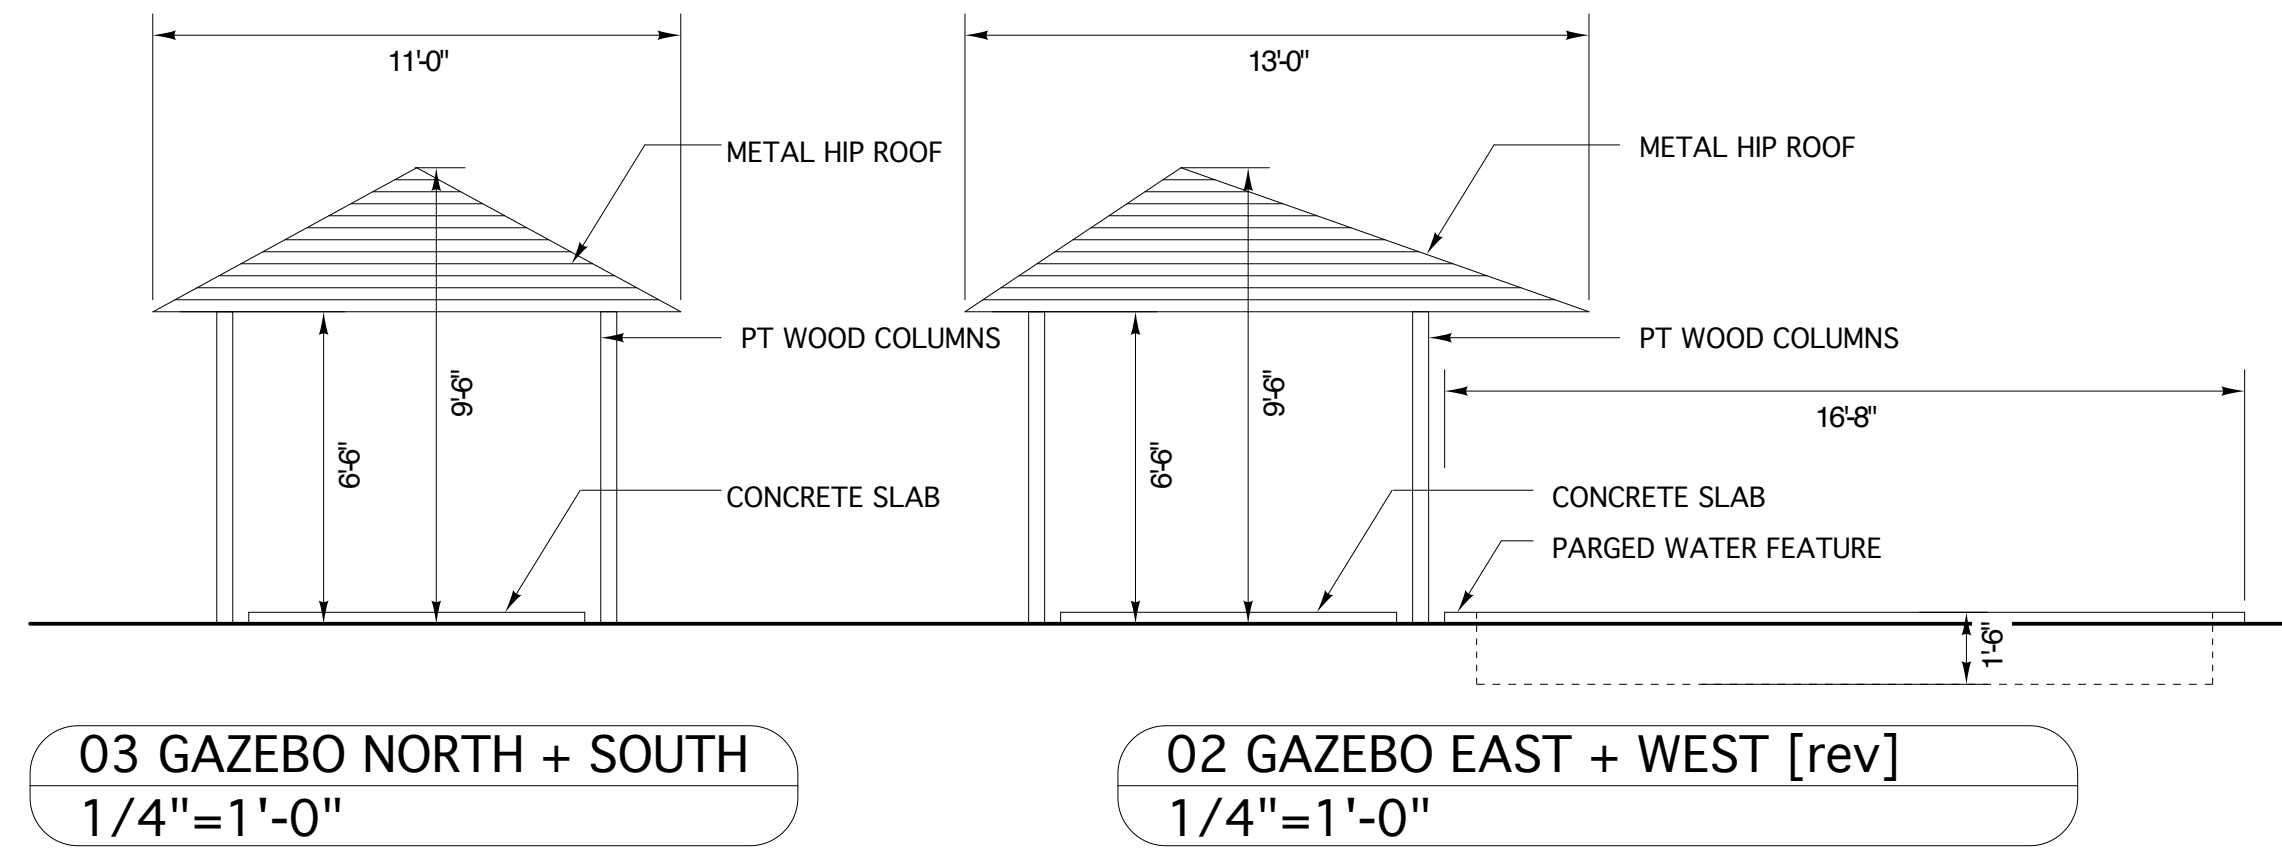 11'-0"
METAL HIP ROOF
PT WOOD COLUMNS
9'-6"
6'-6"
CONCRETE SLAB
03 GAZEBO NORTH + SOUTH
1/4"=1'-0"
13'-0"
METAL HIP ROOF
PT WOOD COLUMNS
9'-6"
16'-8"
6'-6"
CONCRETE SLAB
PARGED WATER FEATURE
1'-6"
02 GAZEBO EAST + WEST [rev]
1/4"=1'-0"